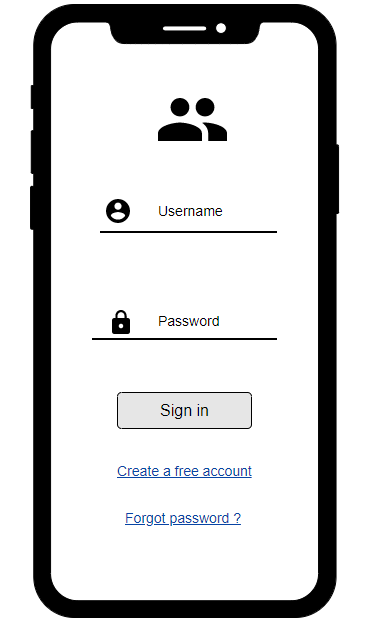 Username
Password
Sign in
Create a free account
Forgot password ?